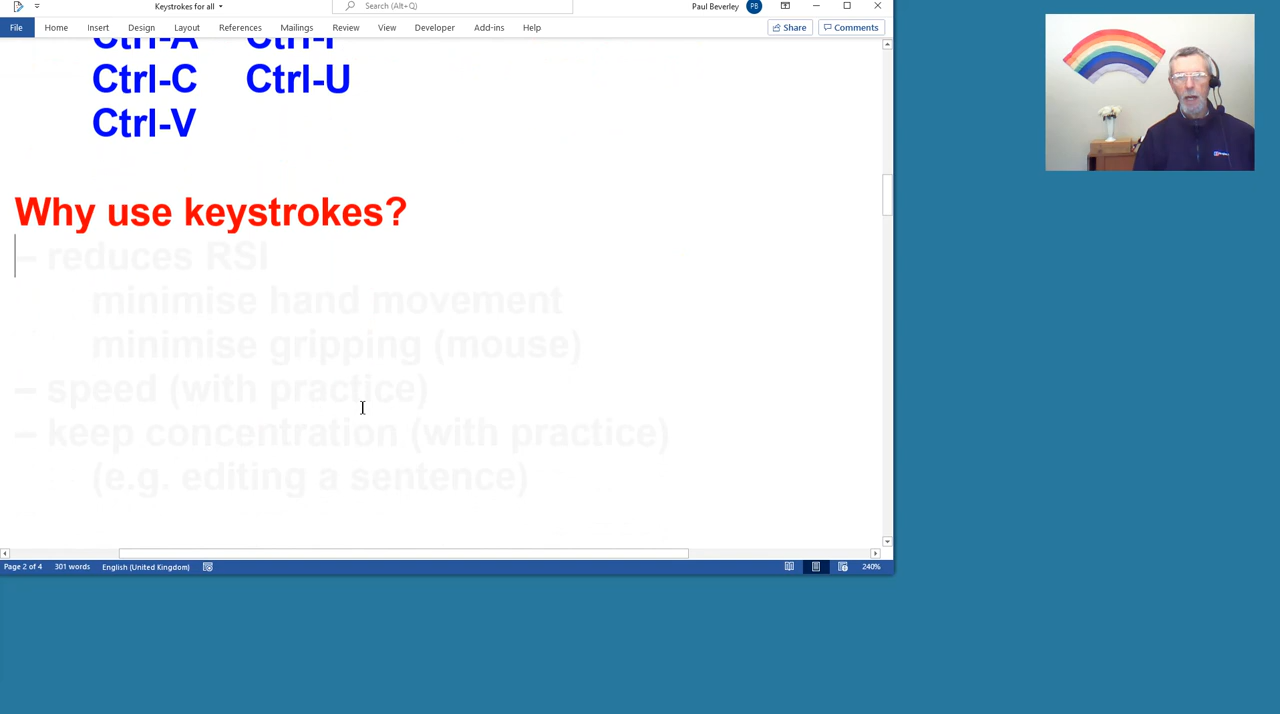 Keystrokes for all
Search (Alt+Q)
Paul Beverley PB
File Home Insert Design Layout References Mailings Review View Developer Add-ins Help Share Comments
Ctrl-A Ctrl-I
Ctrl-C Ctrl-U
Ctrl-V
Why use keystrokes?
– reduces RSI
minimise hand movement
minimise gripping (mouse)
– speed (with practice)
– keep concentration (with practice)
(e.g. editing a sentence)
Page 2 of 4 301 words English (United Kingdom) 240%